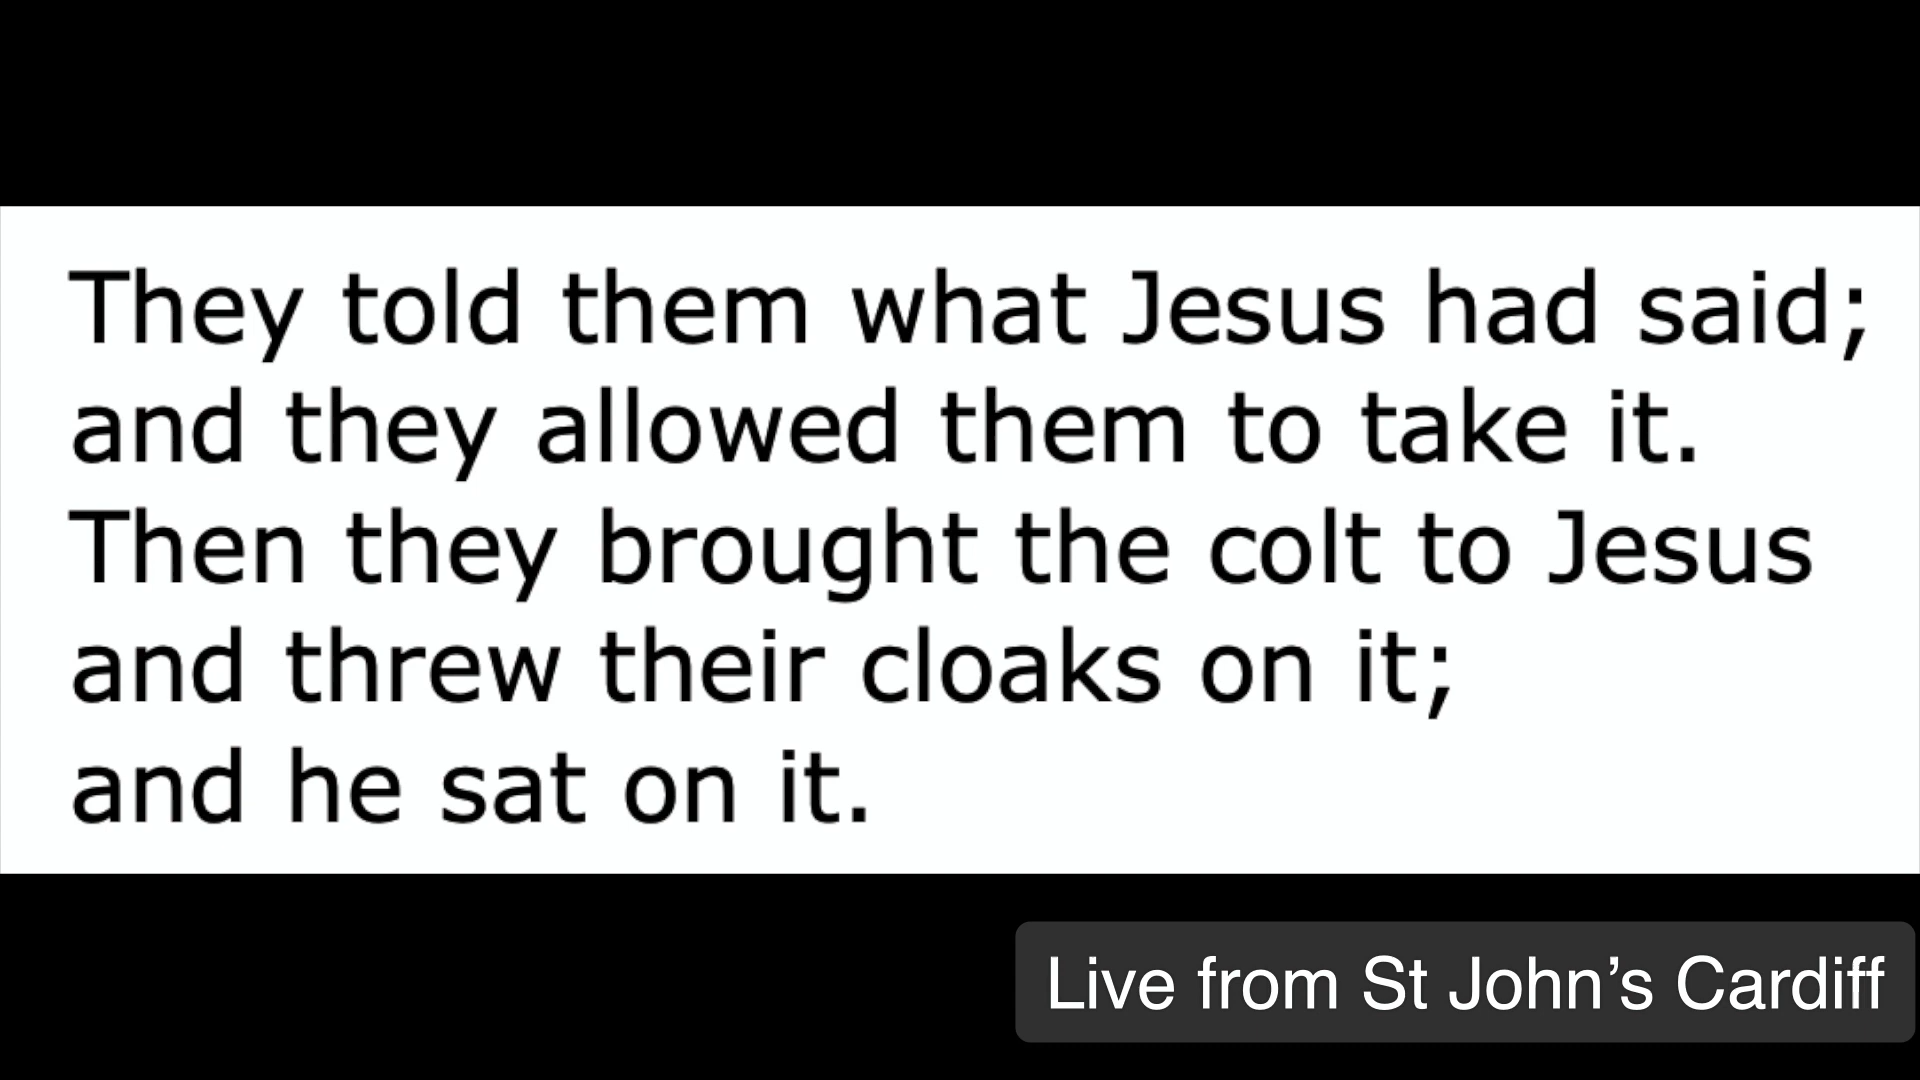 They told them what Jesus had said;
and they allowed them to take it.
Then they brought the colt to Jesus
and threw their cloaks on it;
and he sat on it.
Live from St John’s Cardiff